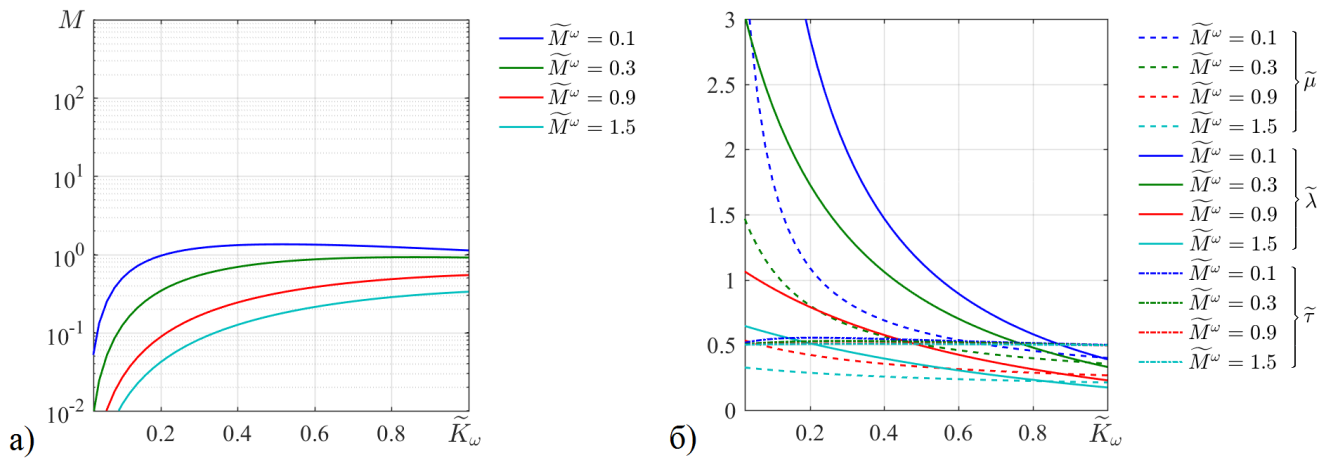 M
10^2
10^1
10^0
10^{-1}
10^{-2}
0.2
0.4
0.6
0.8
K̃_ω
а)
M̃^ω = 0.1
M̃^ω = 0.3
M̃^ω = 0.9
M̃^ω = 1.5
3
2.5
2
1.5
1
0.5
0
0.2
0.4
0.6
0.8
K̃_ω
б)
M̃^ω = 0.1
M̃^ω = 0.3
M̃^ω = 0.9
M̃^ω = 1.5
μ̃
M̃^ω = 0.1
M̃^ω = 0.3
M̃^ω = 0.9
M̃^ω = 1.5
λ̃
M̃^ω = 0.1
M̃^ω = 0.3
M̃^ω = 0.9
M̃^ω = 1.5
τ̃